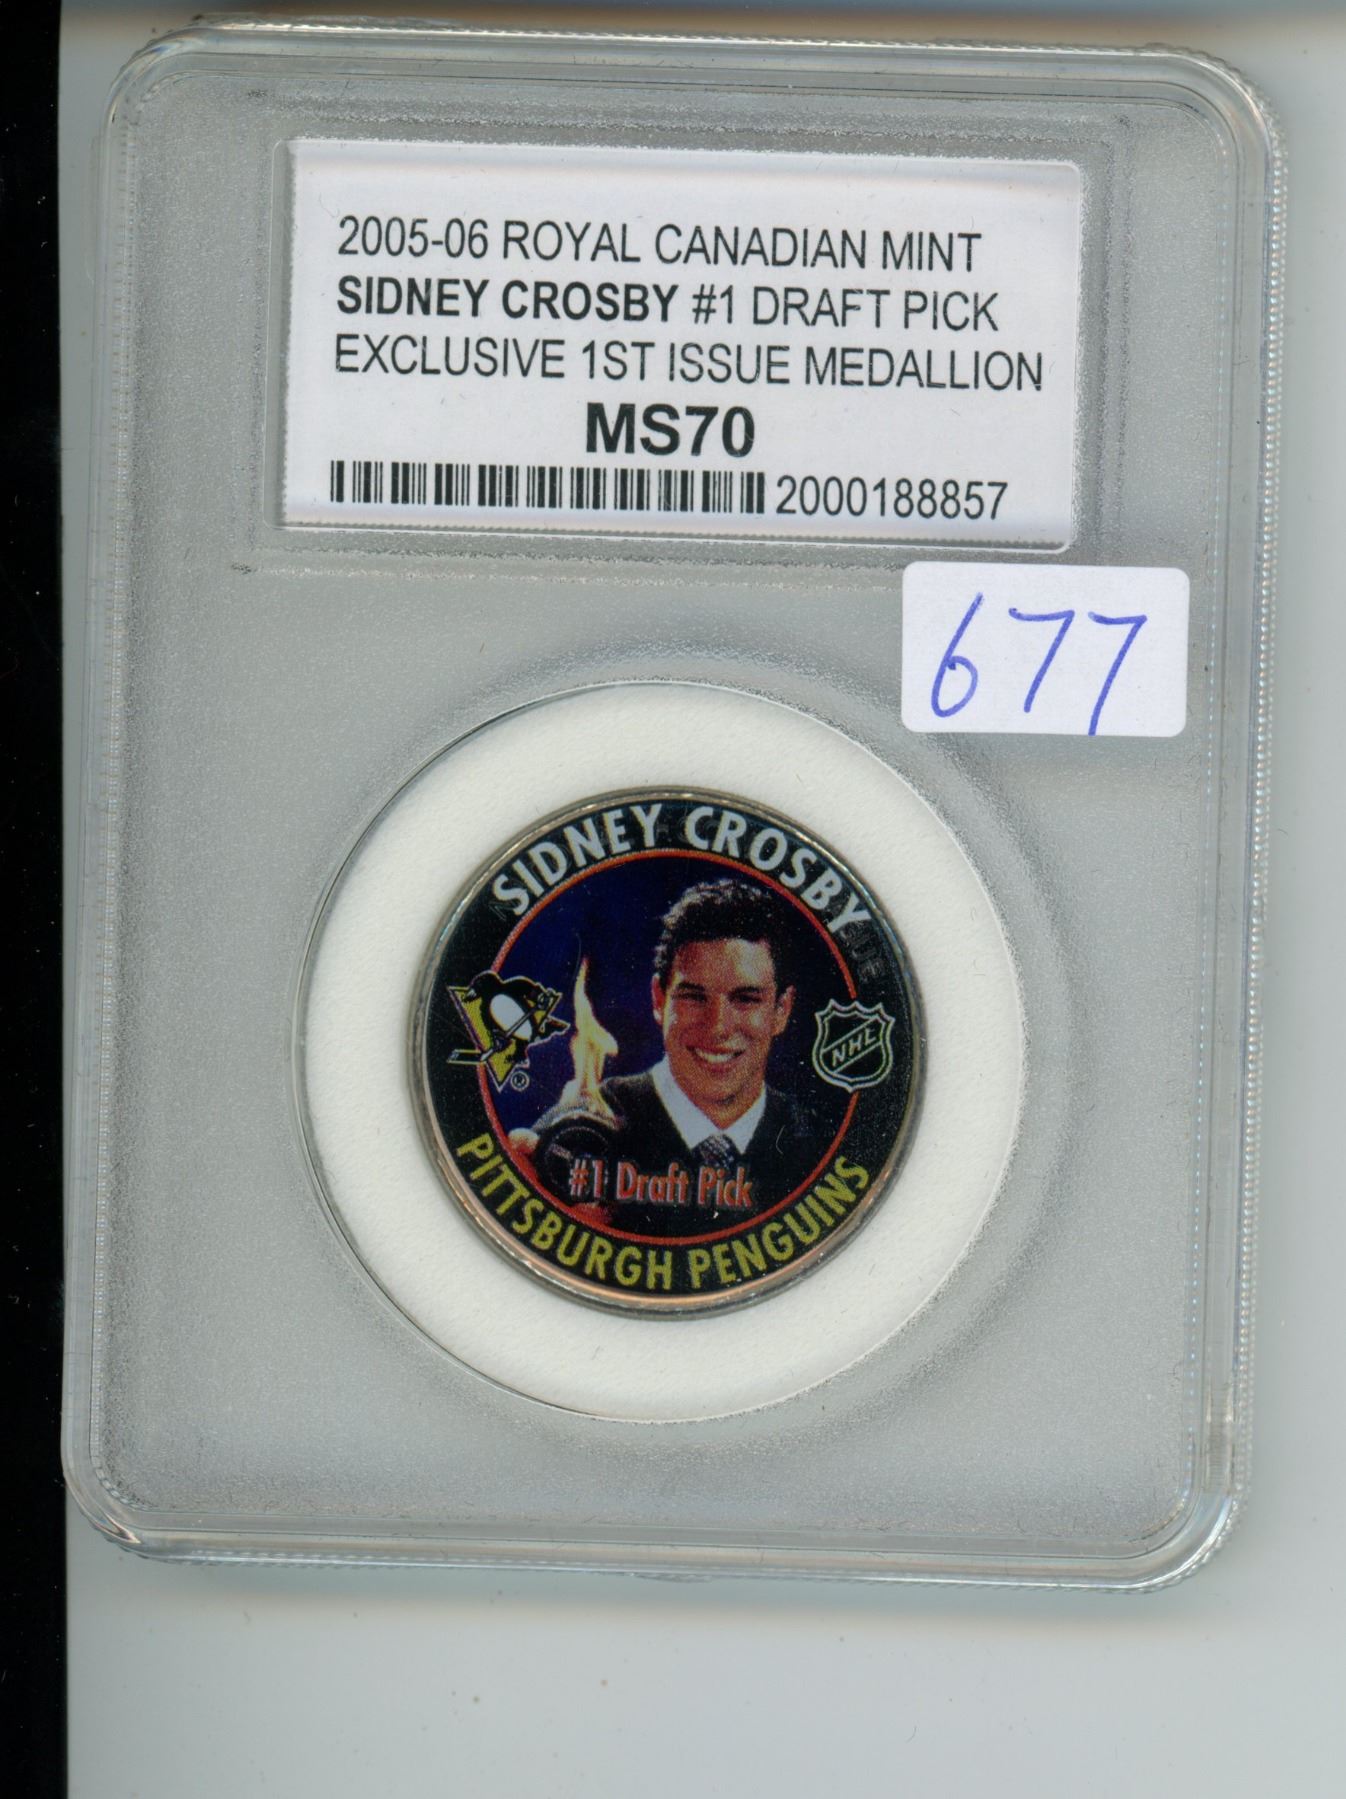 2005-06 ROYAL CANADIAN MINT
SIDNEY CROSBY #1 DRAFT PICK
EXCLUSIVE 1ST ISSUE MEDALLION
MS70
2000188857
677
SIDNEY CROSBY
NHL
®
#1 Draft Pick
PITTSBURGH PENGUINS